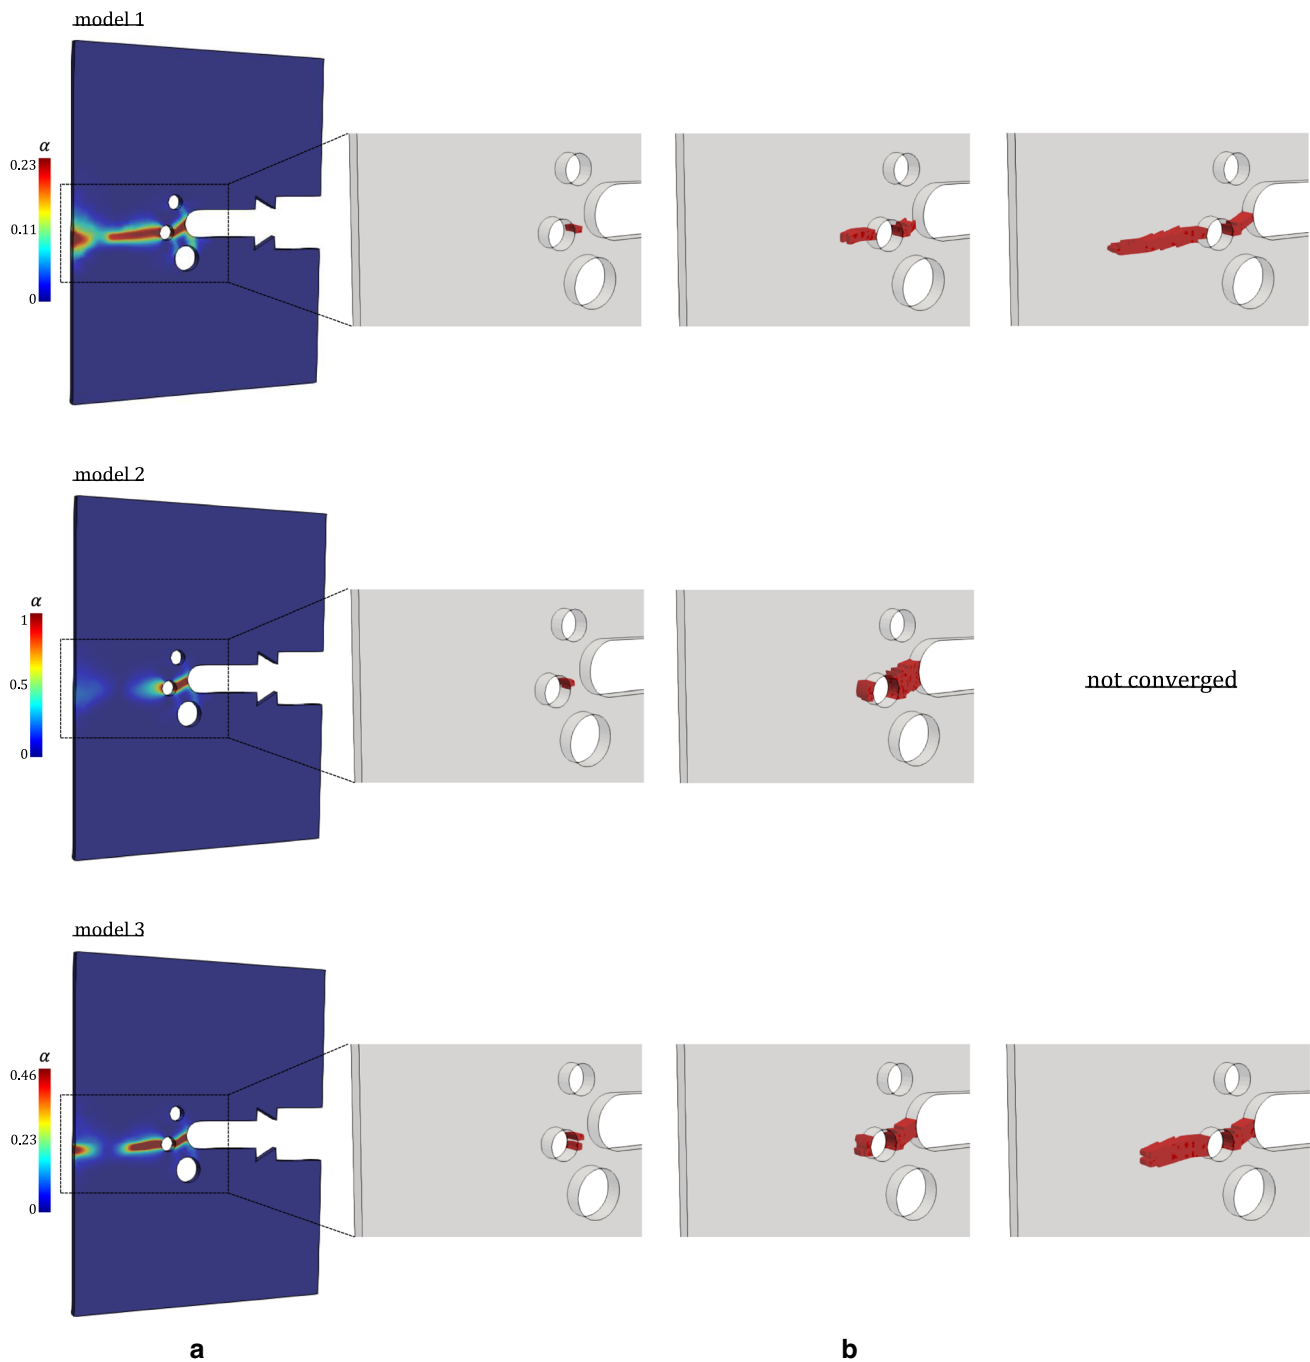 model 1
α
0.23
0.11
0
model 2
α
1
0.5
0
not converged
model 3
α
0.46
0.23
0
a b